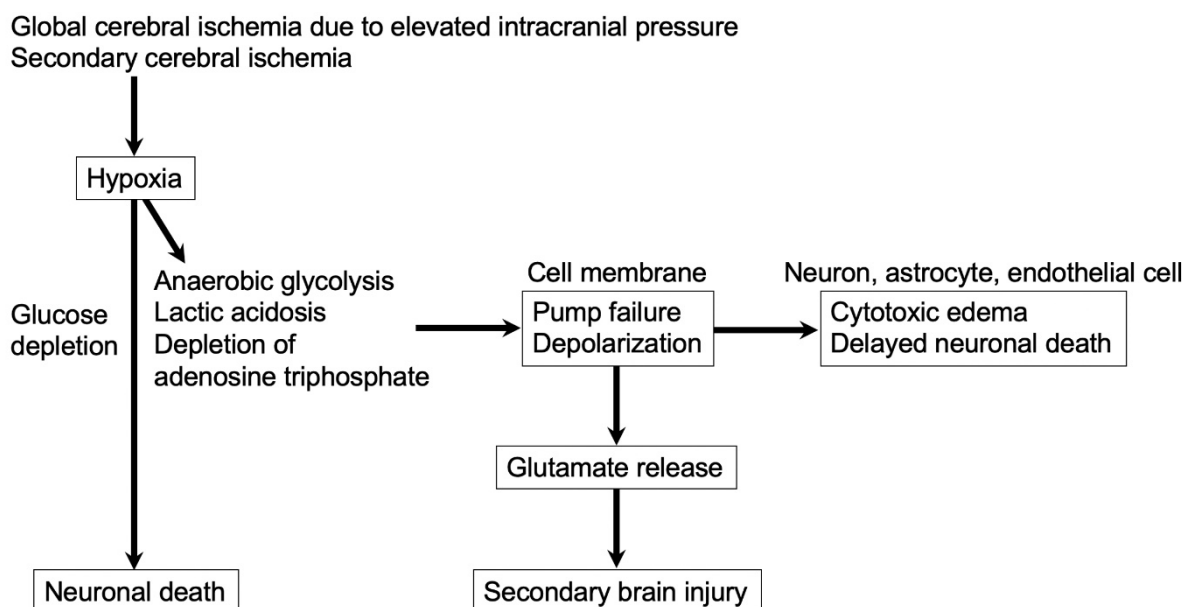 Global cerebral ischemia due to elevated intracranial pressure
Secondary cerebral ischemia
Hypoxia
Glucose
depletion
Anaerobic glycolysis
Lactic acidosis
Depletion of
adenosine triphosphate
Cell membrane
Pump failure
Depolarization
Neuron, astrocyte, endothelial cell
Cytotoxic edema
Delayed neuronal death
Glutamate release
Neuronal death
Secondary brain injury